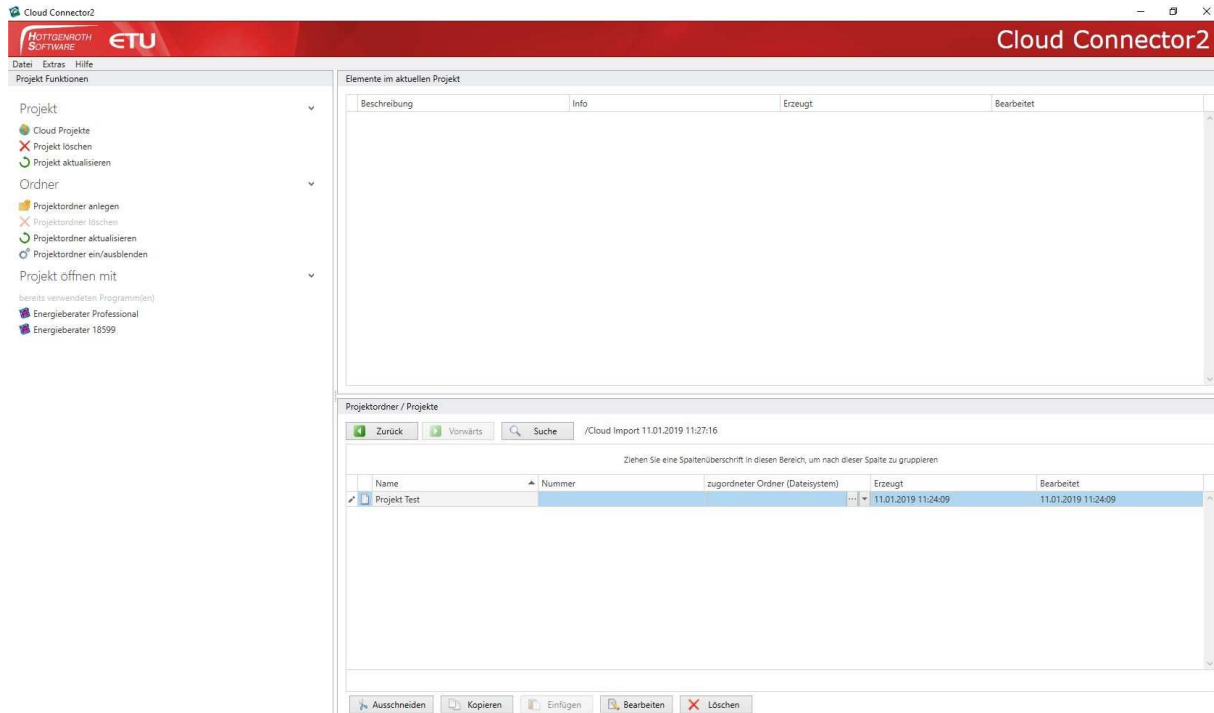 Cloud Connector2
HOTTGENROTH
SOFTWARE
ETU
Cloud Connector2
Datei Extras Hilfe
Projekt Funktionen
Projekt
Cloud Projekte
Projekt löschen
Projekt aktualisieren
Ordner
Projektordner anlegen
Projektordner löschen
Projektordner aktualisieren
Projektordner ein/ausblenden
Projekt öffnen mit
bereits verwendeten Programm(en)
Energieberater Professional
Energieberater 18599
Elemente im aktuellen Projekt
Beschreibung Info Erzeugt Bearbeitet
Projektordner / Projekte
Zurück Vorwärts Suche /Cloud Import 11.01.2019 11:27:16
Ziehen Sie eine Spaltenüberschrift in diesen Bereich, um nach dieser Spalte zu gruppieren
Name Nummer zugordneter Ordner (Dateisystem) Erzeugt Bearbeitet
Projekt Test ... 11.01.2019 11:24:09 11.01.2019 11:24:09
Ausschneiden Kopieren Einfügen Bearbeiten Löschen